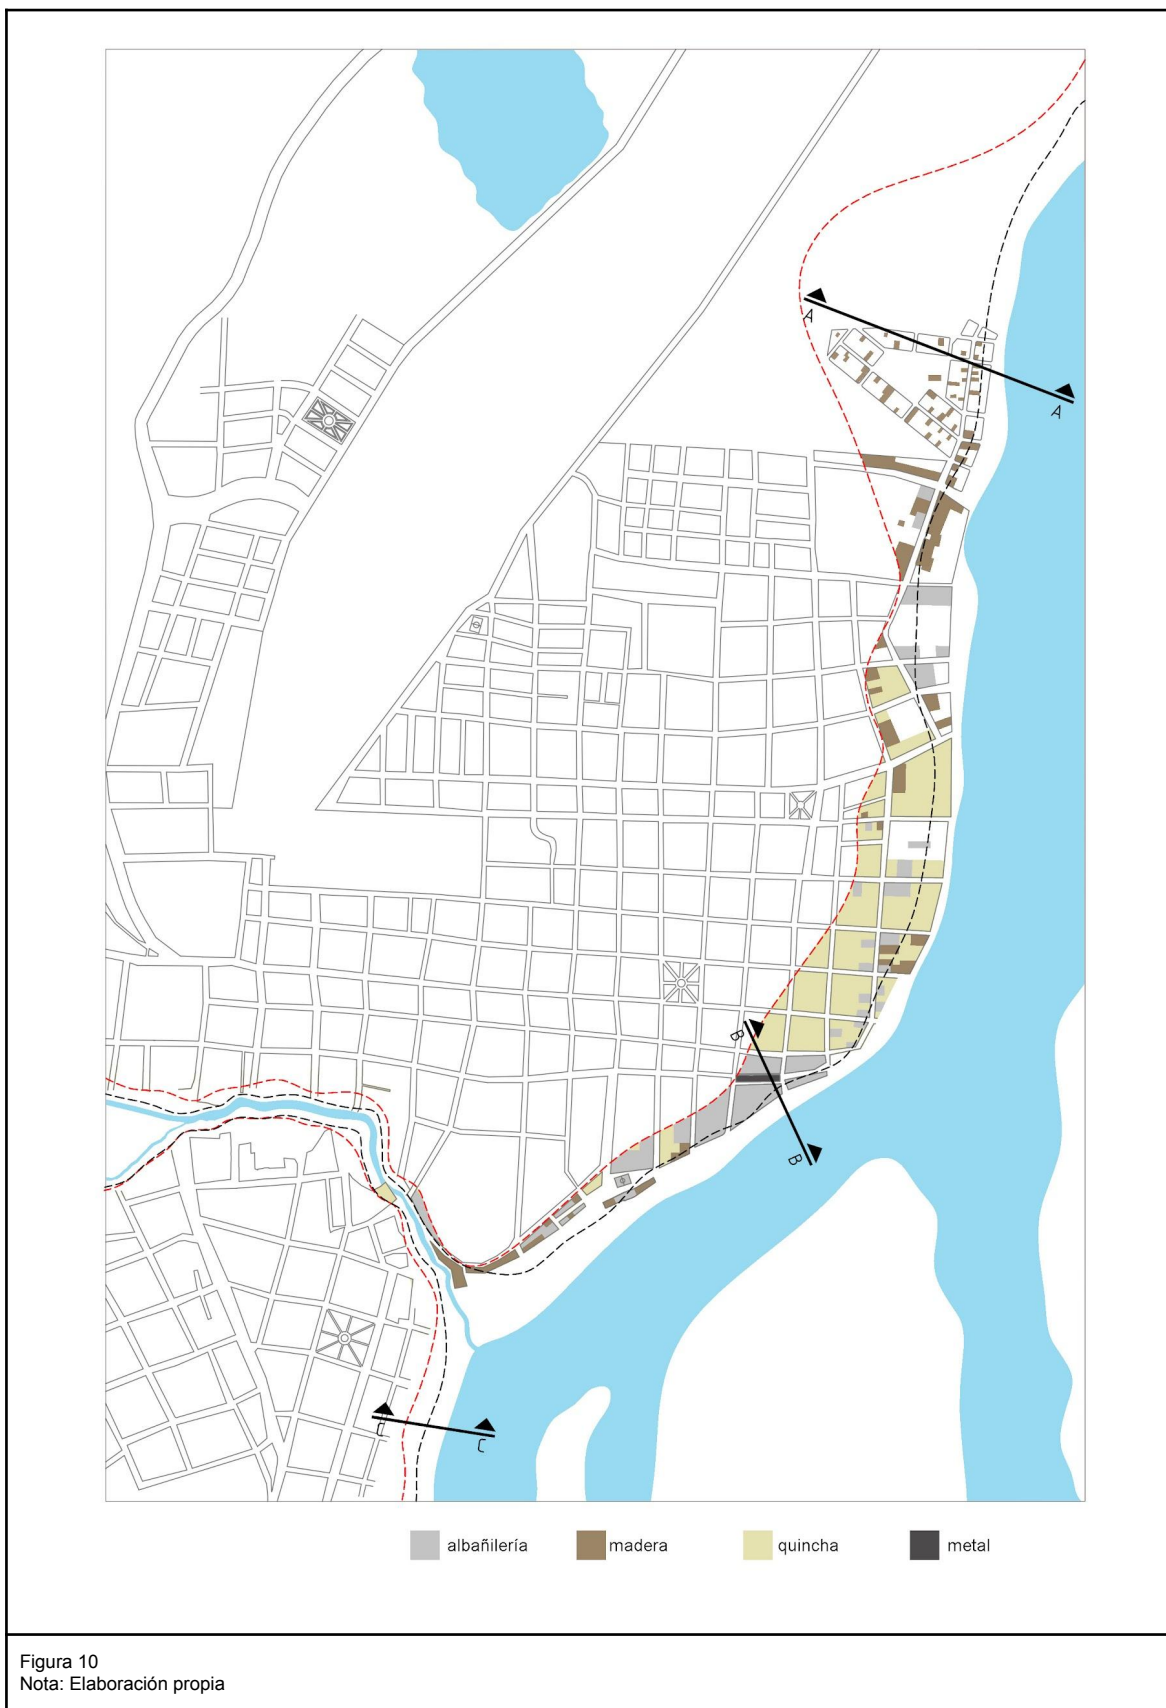 A
A
B
B
C
C
albañilería
madera
quincha
metal
Figura 10
Nota: Elaboración propia